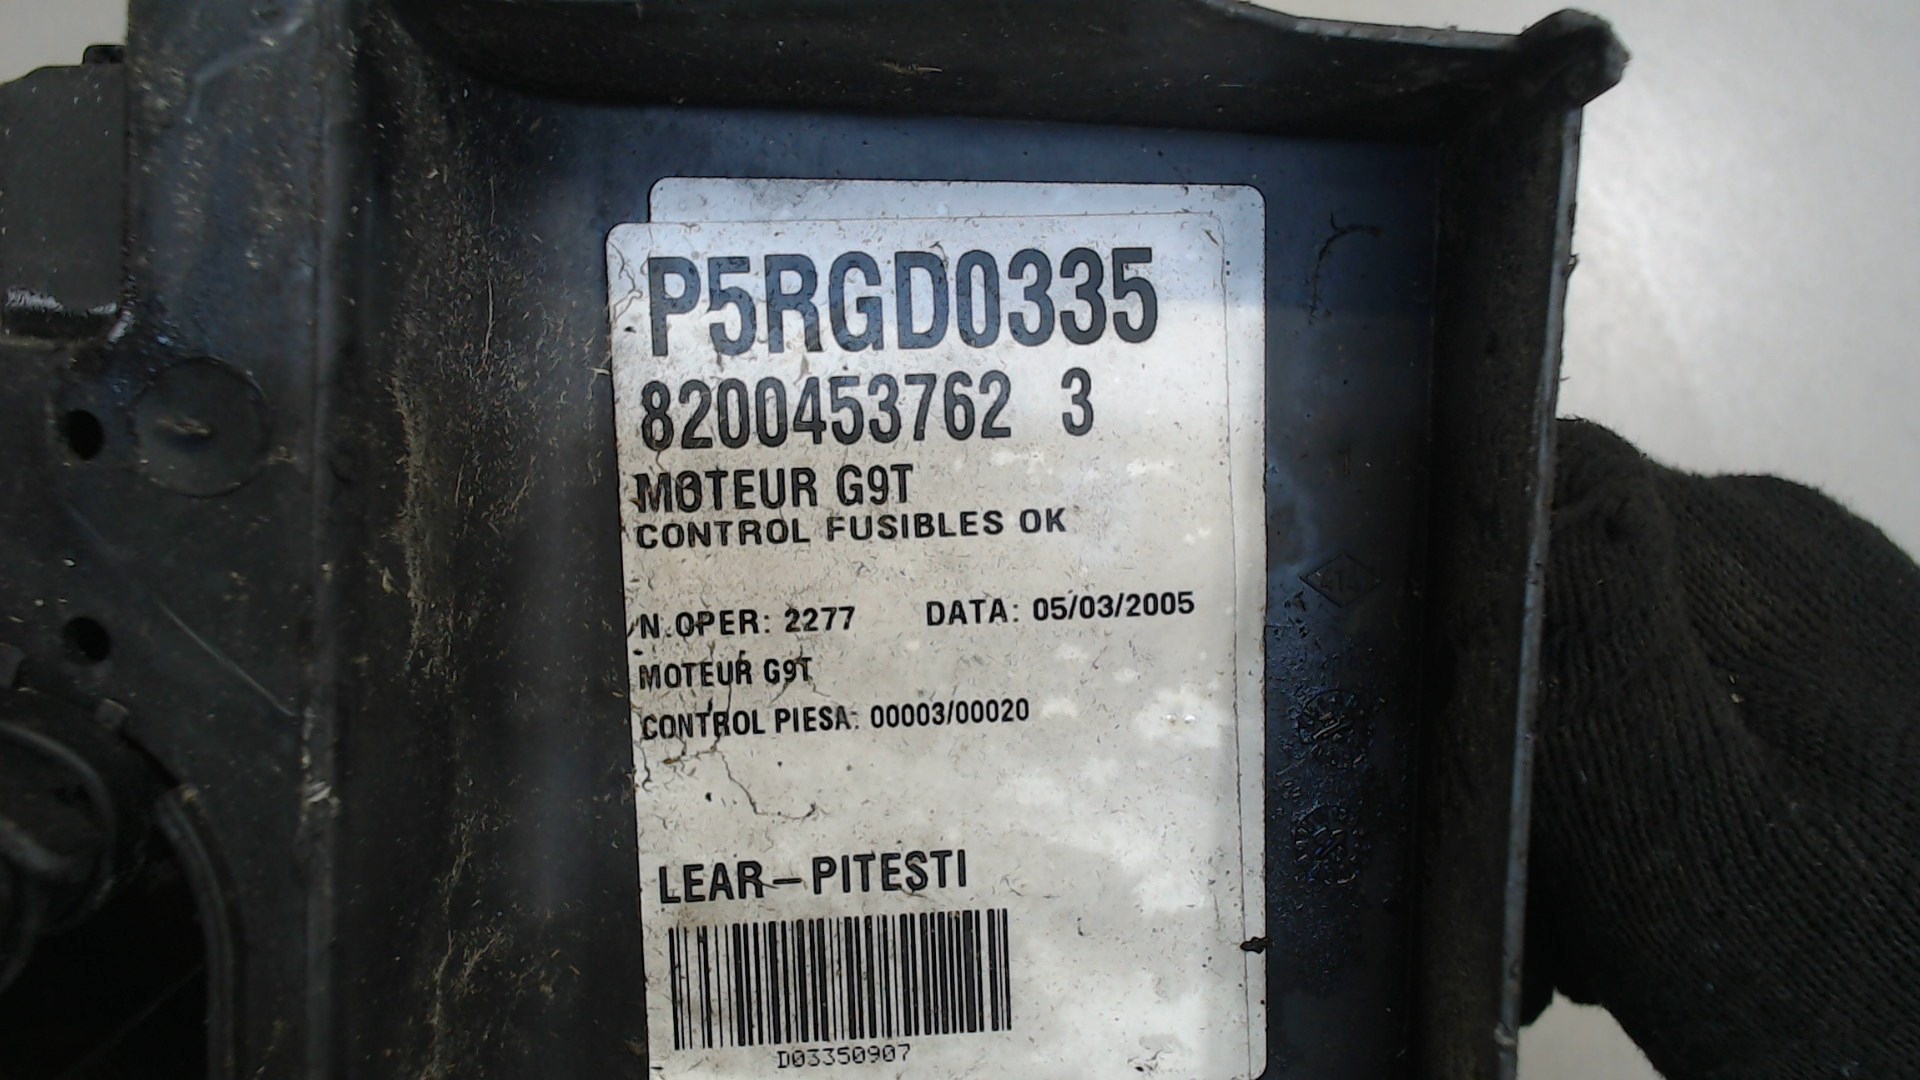 P5RGD0335
8200453762 3
MOTEUR G9T
CONTROL FUSIBLES OK
N.OPER: 2277 DATA: 05/03/2005
MOTEUR G9T
CONTROL PIESA: 00003/00020
LEAR-PITESTI
D03350907